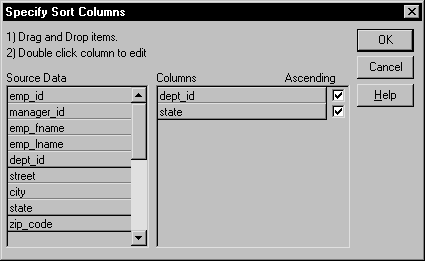 Specify Sort Columns
1) Drag and Drop items.
2) Double click column to edit
OK
Cancel
Help
Source Data
emp_id
manager_id
emp_fname
emp_lname
dept_id
street
city
state
zip_code
Columns Ascending
dept_id
state